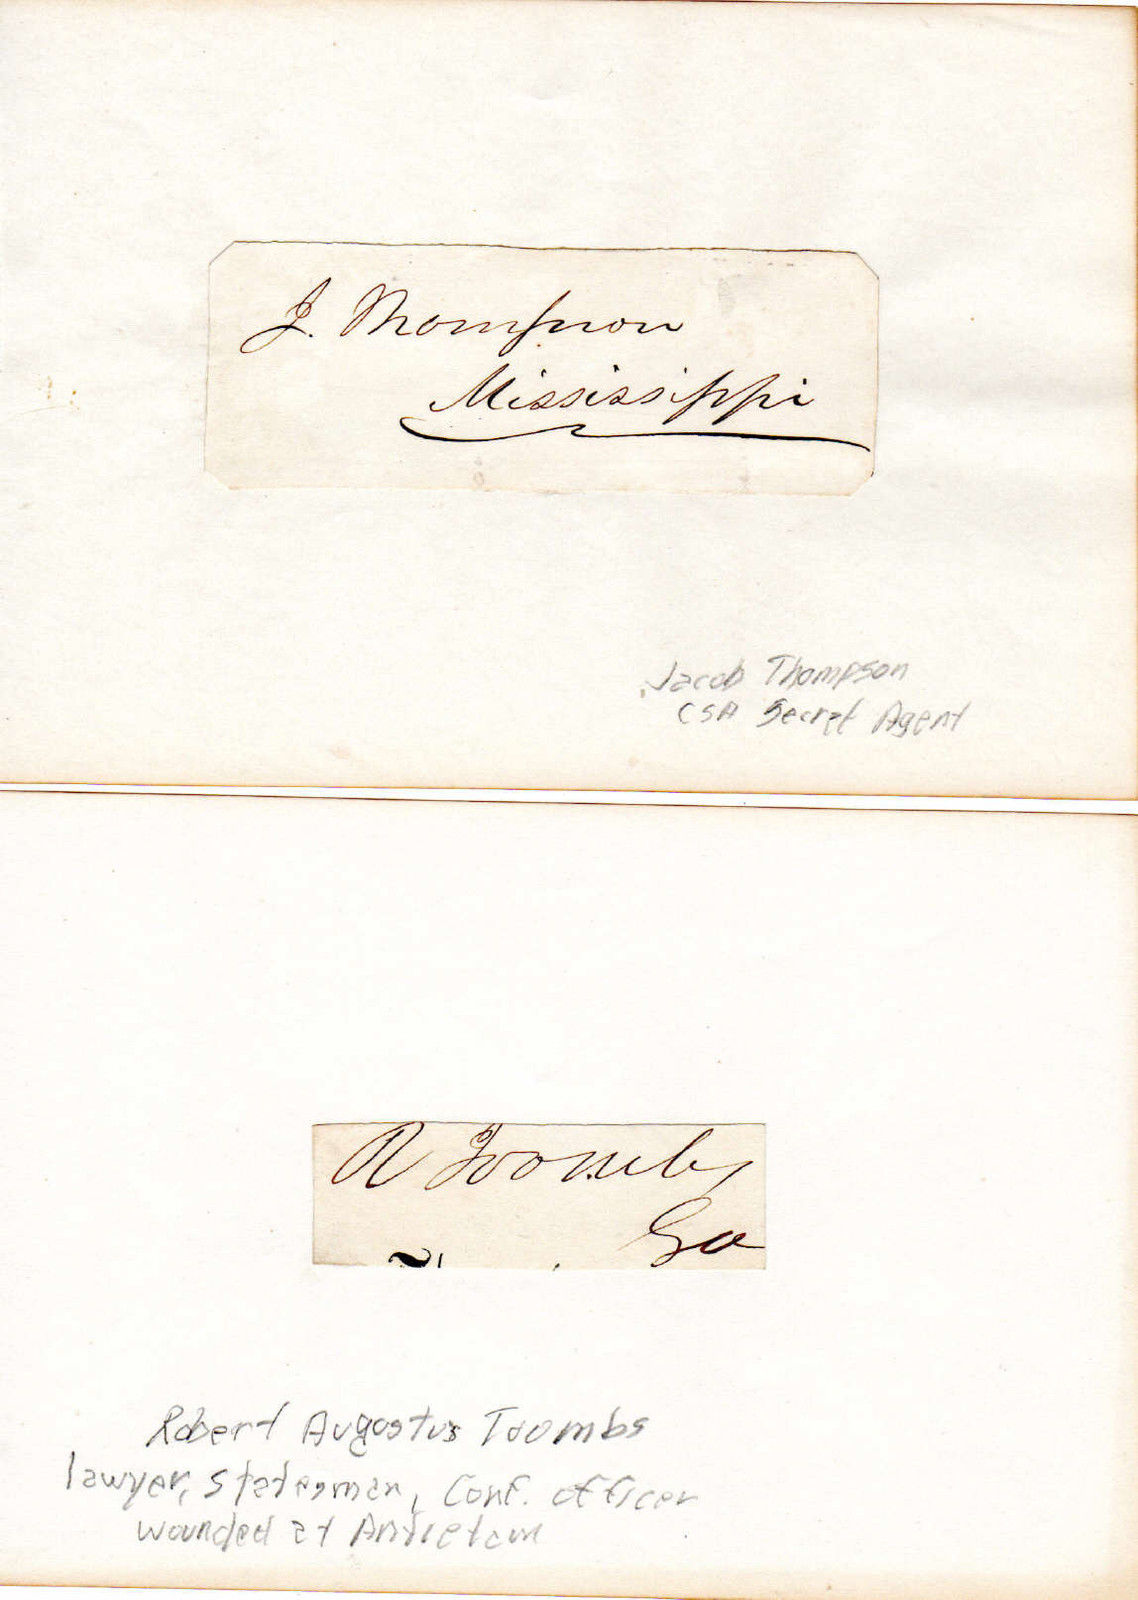 J. Thompson
Mississippi
Jacob Thompson
CSA Secret Agent
R Toombs
Ga
Robert Augustus Toombs
lawyer, statesman, Conf. officer
wounded at Antietam